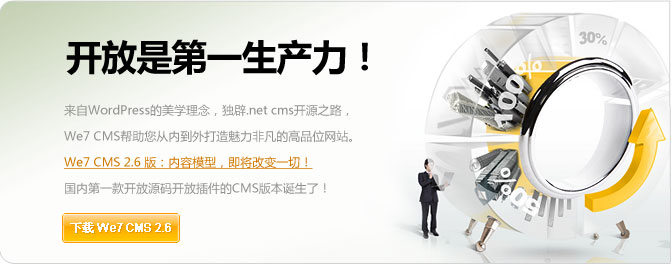 开放是第一生产力！
来自WordPress的美学理念，独辟.net cms开源之路，
We7 CMS帮助您从内到外打造魅力非凡的高品位网站。
We7 CMS 2.6 版：内容模型，即将改变一切！
国内第一款开放源码开放插件的CMS版本诞生了！
下载 We7 CMS 2.6
30%
100%
%09